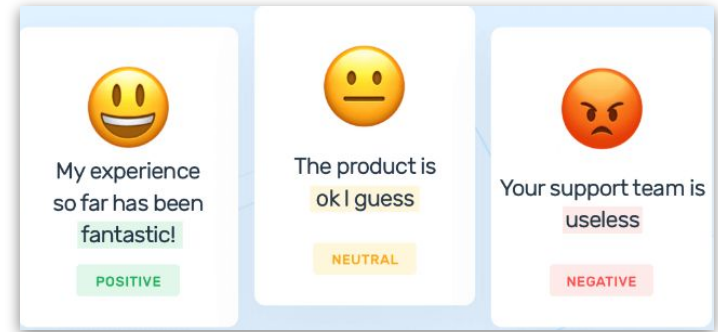 My experience
so far has been
fantastic!
POSITIVE
The product is
ok I guess
NEUTRAL
Your support team is
useless
NEGATIVE